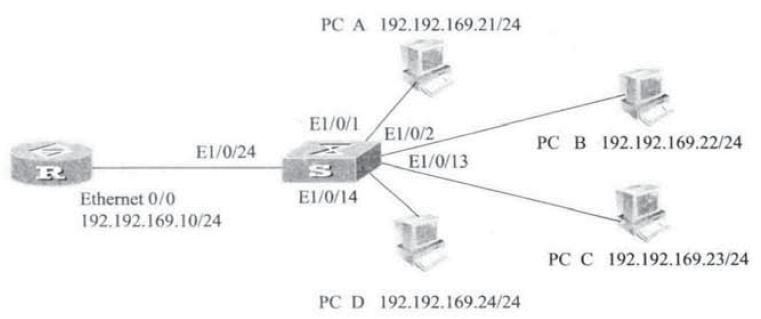 PC A 192.192.169.21/24
E1/0/1
E1/0/2
PC B 192.192.169.22/24
E1/0/24
E1/0/13
R
S
Ethernet 0/0
192.192.169.10/24
E1/0/14
PC C 192.192.169.23/24
PC D 192.192.169.24/24